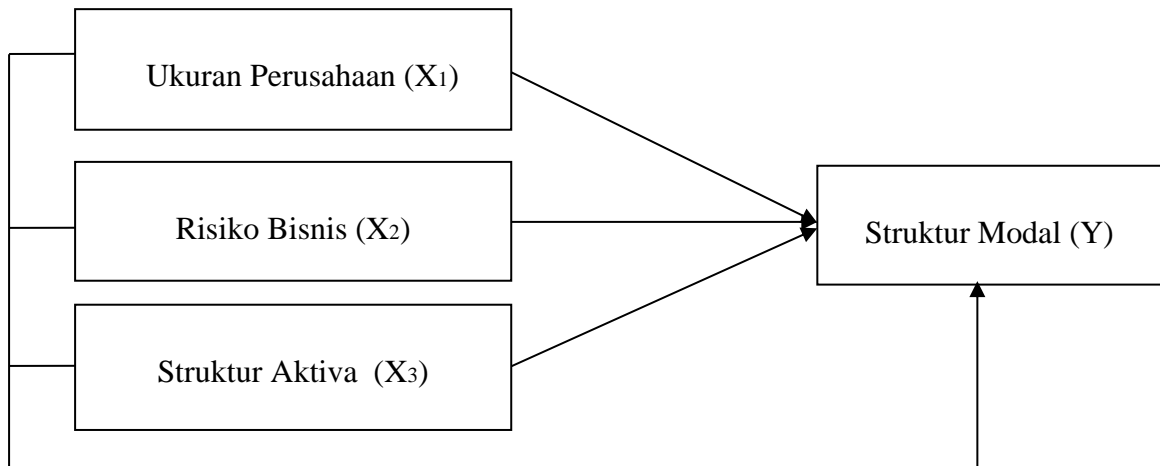 Ukuran Perusahaan (X1)
Risiko Bisnis (X2)
Struktur Modal (Y)
Struktur Aktiva (X3)